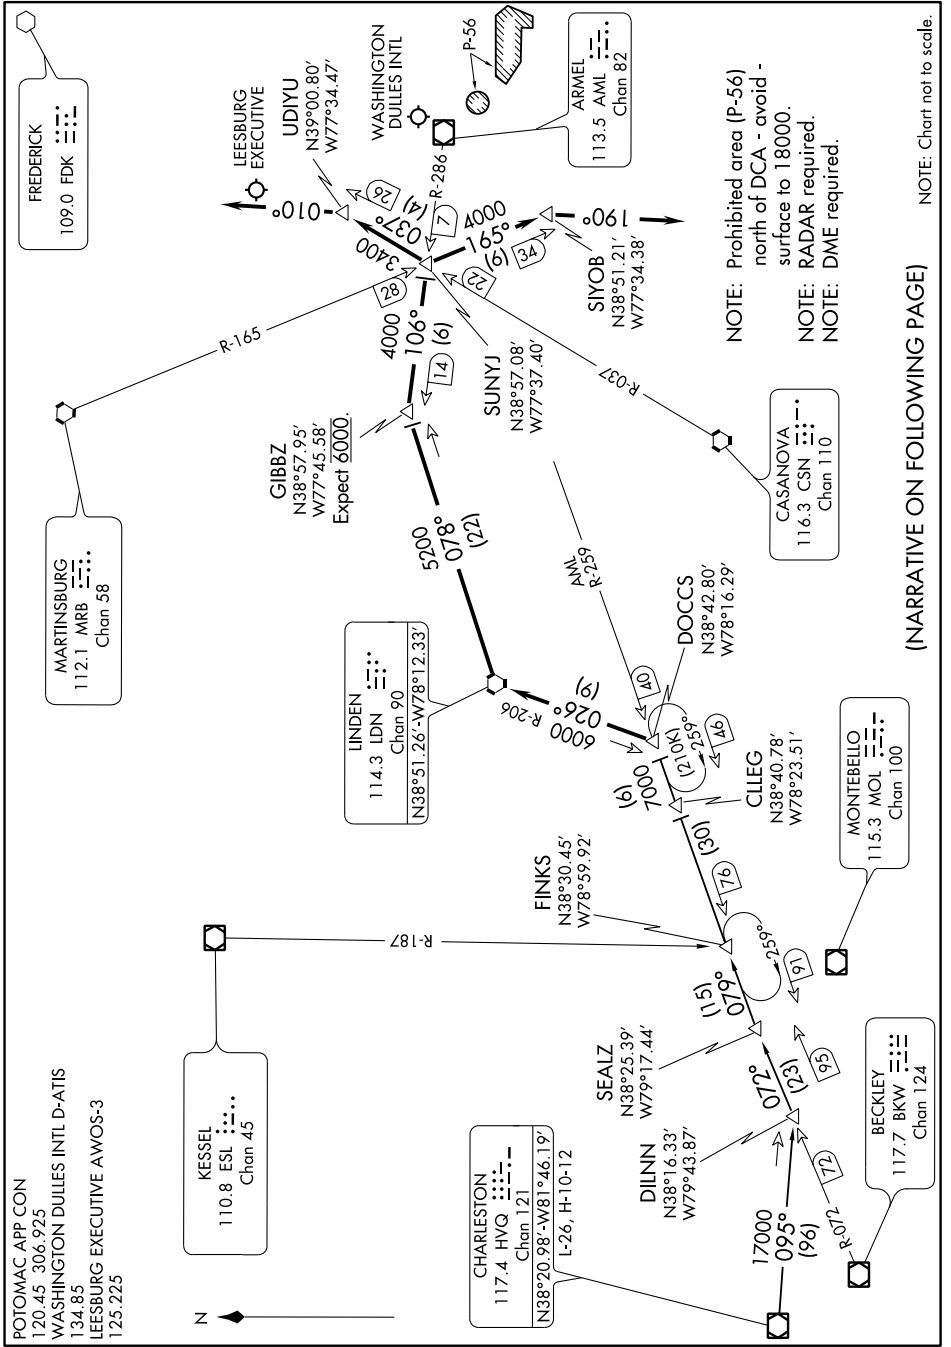 POTOMAC APP CON
120.45 306.925
WASHINGTON DULLES INTL D-ATIS
134.85
LEESBURG EXECUTIVE AWOS-3
125.225
N
KESSEL
110.8 ESL
Chan 45
MARTINSBURG
112.1 MRB
Chan 58
FREDERICK
109.0 FDK
R-187
R-165
LEESBURG
EXECUTIVE
UDIYU
N39°00.80'
W77°34.47'
WASHINGTON
DULLES INTL
P-56
010°
26
037°
(4)
3400
R-286
7
ARMEL
113.5 AML
Chan 82
28
4000
106°
(6)
22
4000
165°
(6)
34
190°
SIYOB
N38°51.21'
W77°34.38'
SUNYJ
N38°57.08'
W77°37.40'
GIBBZ
N38°57.95'
W77°45.58'
Expect 6000.
14
5200
078°
(22)
LINDEN
114.3 LDN
Chan 90
N38°51.26'-W78°12.33'
R-206
6000
026°
(9)
AML
R-259
40
DOCCS
N38°42.80'
W78°16.29'
(210K)
259°
46
(6)
7000
CLLEG
N38°40.78'
W78°23.51'
(30)
76
FINKS
N38°30.45'
W78°59.92'
259°
91
(15)
079°
SEALZ
N38°25.39'
W79°17.44'
95
072°
(23)
DILNN
N38°16.33'
W79°43.87'
72
R-072
17000
095°
(96)
CHARLESTON
117.4 HVQ
Chan 121
N38°20.98'-W81°46.19'
L-26, H-10-12
BECKLEY
117.7 BKW
Chan 124
MONTEBELLO
115.3 MOL
Chan 100
R-037
CASANOVA
116.3 CSN
Chan 110
NOTE: Prohibited area (P-56)
north of DCA - avoid -
surface to 18000.
NOTE: RADAR required.
NOTE: DME required.
(NARRATIVE ON FOLLOWING PAGE)
NOTE: Chart not to scale.